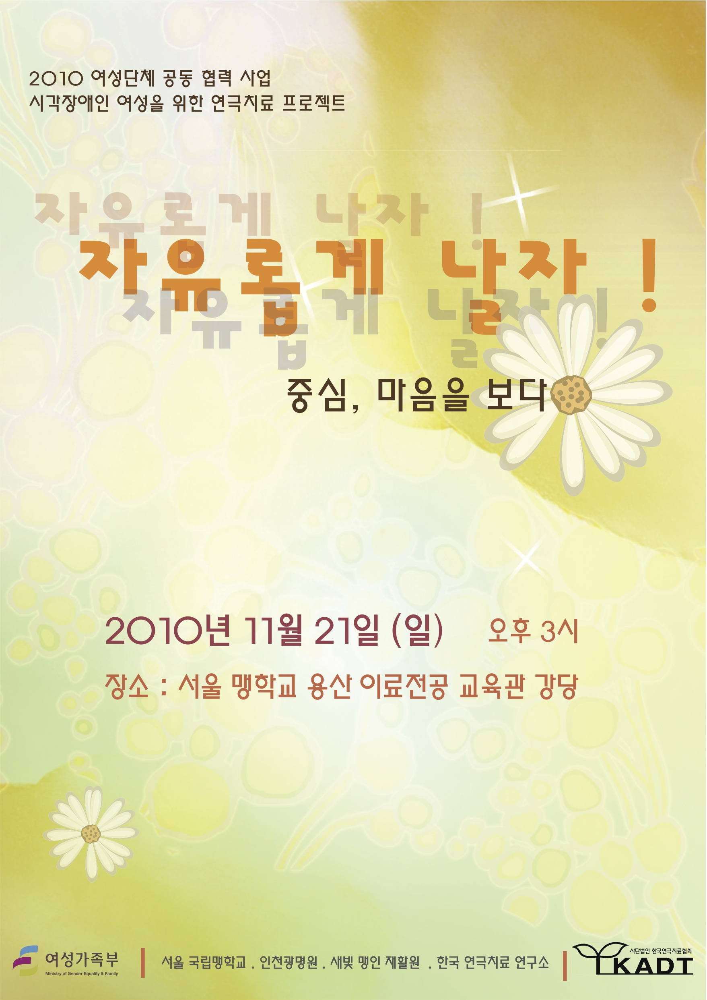 2010 여성단체 공동 협력 사업
시각장애인 여성을 위한 연극치료 프로젝트
자유롭게 날자 !
자유롭게 날자 !
자유롭게 날자 !
중심, 마음을 보다
2010년 11월 21일 (일) 오후 3시
장소 : 서울 맹학교 용산 이료전공 교육관 강당
여성가족부
Ministry of Gender Equality & Family
서울 국립맹학교 . 인천광명원 . 새빛 맹인 재활원 . 한국 연극치료 연구소
사단법인 한국연극치료협회
KADT